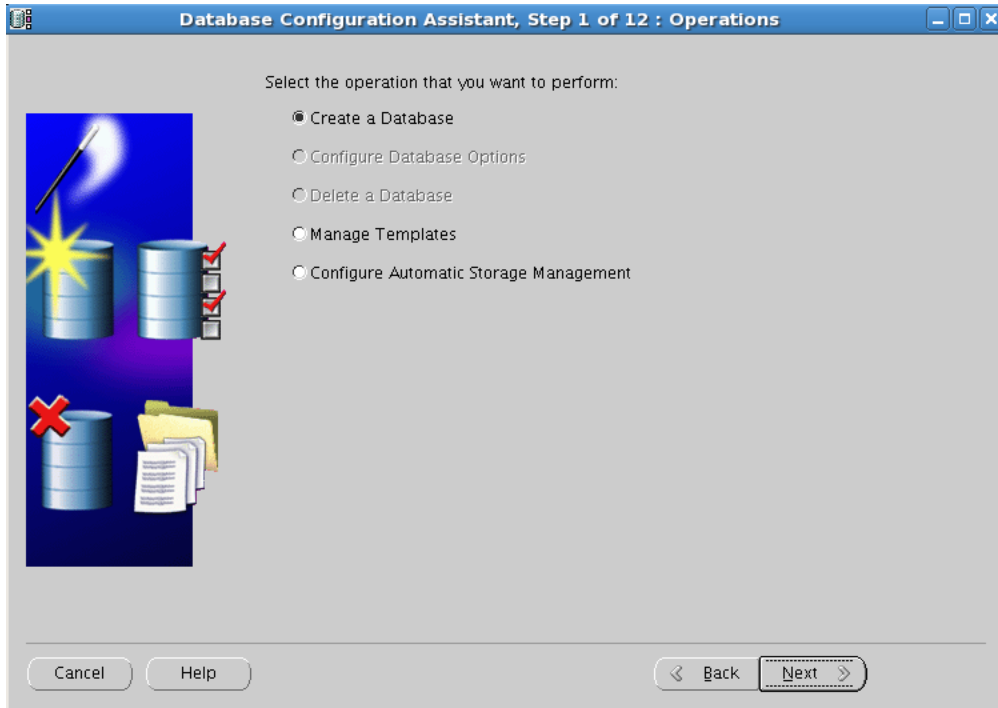 Database Configuration Assistant, Step 1 of 12 : Operations
Select the operation that you want to perform:
Create a Database
Configure Database Options
Delete a Database
Manage Templates
Configure Automatic Storage Management
Cancel
Help
Back
Next